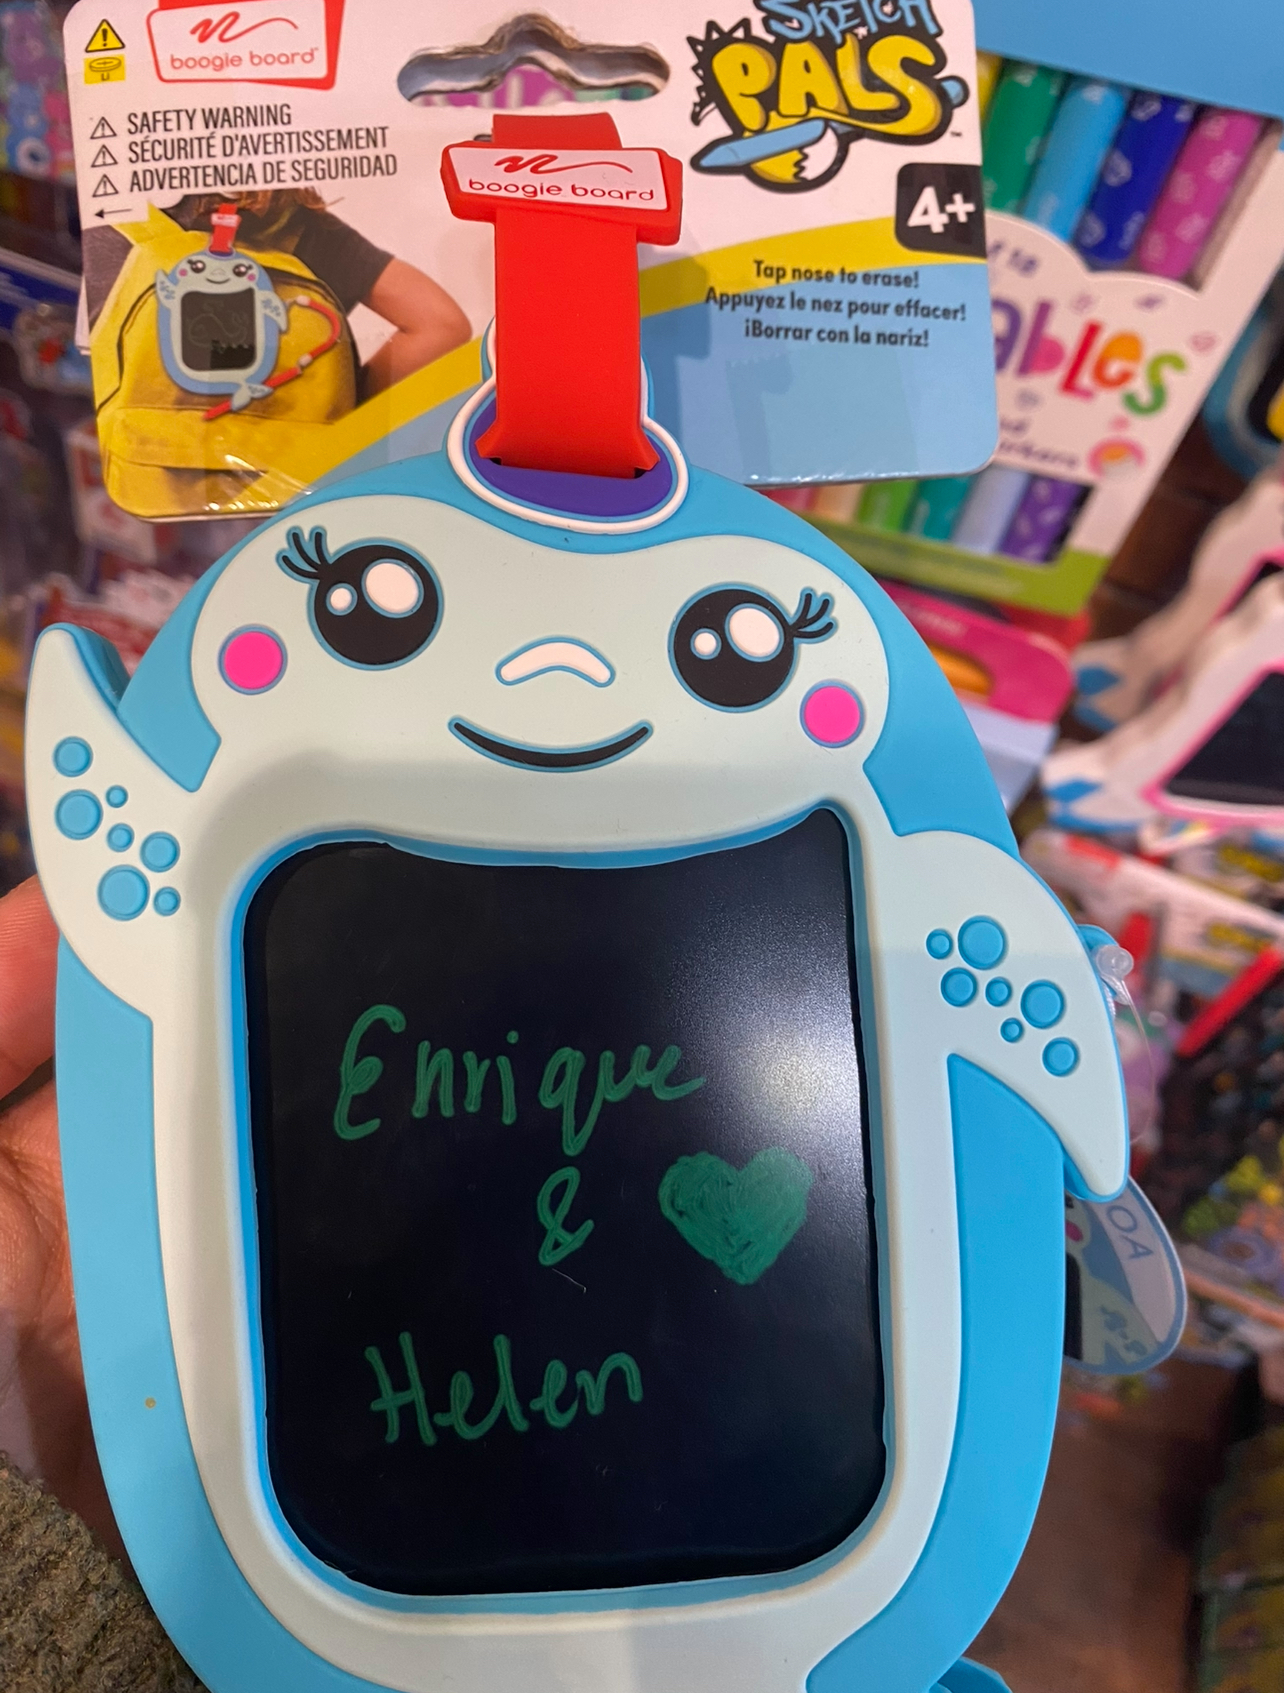 boogie board
SKETCH
PALS
SAFETY WARNING
SÉCURITÉ D'AVERTISSEMENT
ADVERTENCIA DE SEGURIDAD
boogie board
4+
Tap nose to erase!
Appuyez le nez pour effacer!
¡Borrar con la nariz!
Enrique
&
Helen